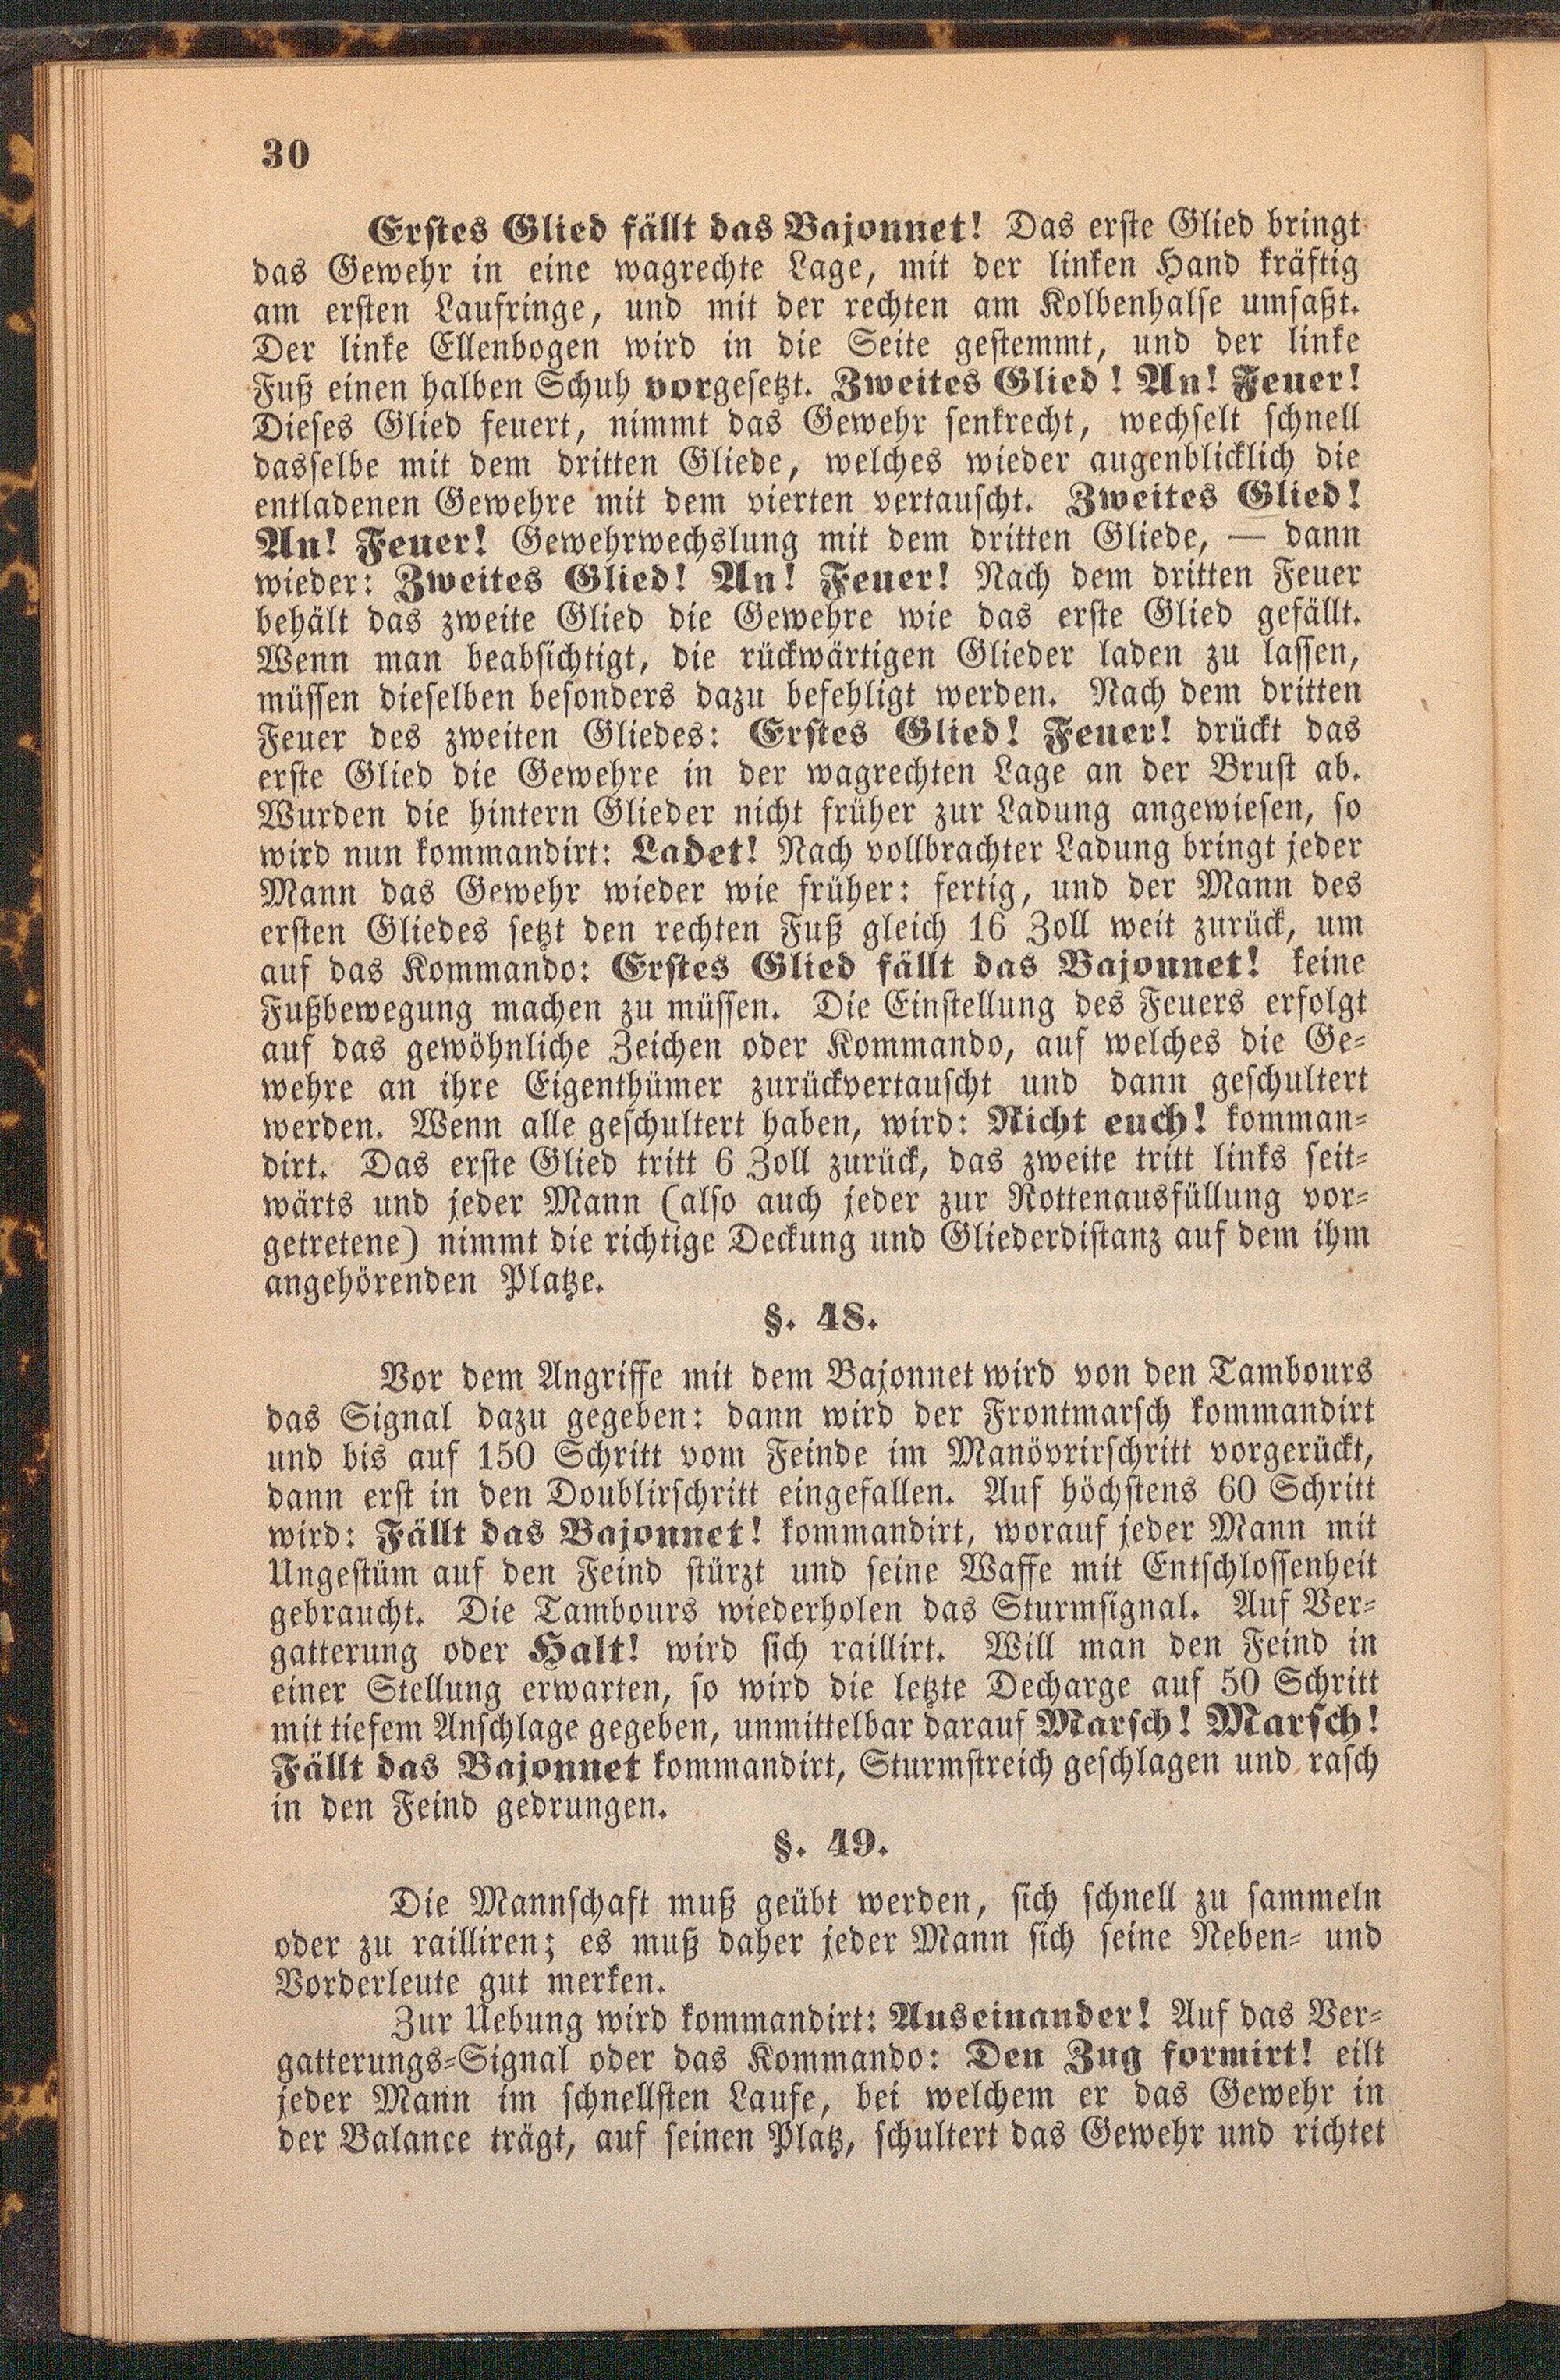 30
Erstes Glied fällt das Bajonnet! Das erste Glied bringt
das Gewehr in eine wagrechte Lage, mit der linken Hand kräftig
am ersten Laufringe, und mit der rechten am Kolbenhalse umfaßt.
Der linke Ellenbogen wird in die Seite gestemmt, und der linke
Fuß einen halben Schuh vorgesetzt. Zweites Glied! An! Feuer!
Dieses Glied feuert, nimmt das Gewehr senkrecht, wechselt schnell
dasselbe mit dem dritten Gliede, welches wieder augenblicklich die
entladenen Gewehre mit dem vierten vertauscht. Zweites Glied!
An! Feuer! Gewehrwechslung mit dem dritten Gliede, — dann
wieder: Zweites Glied! An! Feuer! Nach dem dritten Feuer
behält das zweite Glied die Gewehre wie das erste Glied gefällt.
Wenn man beabsichtigt, die rückwärtigen Glieder laden zu lassen,
müssen dieselben besonders dazu befehligt werden. Nach dem dritten
Feuer des zweiten Gliedes: Erstes Glied! Feuer! drückt das
erste Glied die Gewehre in der wagrechten Lage an der Brust ab.
Wurden die hintern Glieder nicht früher zur Ladung angewiesen, so
wird nun kommandirt: Ladet! Nach vollbrachter Ladung bringt jeder
Mann das Gewehr wieder wie früher: fertig, und der Mann des
ersten Gliedes setzt den rechten Fuß gleich 16 Zoll weit zurück, um
auf das Kommando: Erstes Glied fällt das Bajonnet! keine
Fußbewegung machen zu müssen. Die Einstellung des Feuers erfolgt
auf das gewöhnliche Zeichen oder Kommando, auf welches die Ge-
wehre an ihre Eigenthümer zurückvertauscht und dann geschultert
werden. Wenn alle geschultert haben, wird: Richt euch! komman-
dirt. Das erste Glied tritt 6 Zoll zurück, das zweite tritt links seit-
wärts und jeder Mann (also auch jeder zur Rottenausfüllung vor-
getretene) nimmt die richtige Deckung und Gliederdistanz auf dem ihm
angehörenden Platze.
§. 48.
Vor dem Angriffe mit dem Bajonnet wird von den Tambours
das Signal dazu gegeben: dann wird der Frontmarsch kommandirt
und bis auf 150 Schritt vom Feinde im Manövrirschritt vorgerückt,
dann erst in den Doublirschritt eingefallen. Auf höchstens 60 Schritt
wird: Fällt das Bajonnet! kommandirt, worauf jeder Mann mit
Ungestüm auf den Feind stürzt und seine Waffe mit Entschlossenheit
gebraucht. Die Tambours wiederholen das Sturmsignal. Auf Ver-
gatterung oder Halt! wird sich raillirt. Will man den Feind in
einer Stellung erwarten, so wird die letzte Decharge auf 50 Schritt
mit tiefem Anschlage gegeben, unmittelbar darauf Marsch! Marsch!
Fällt das Bajonnet kommandirt, Sturmstreich geschlagen und rasch
in den Feind gedrungen.
§. 49.
Die Mannschaft muß geübt werden, sich schnell zu sammeln
oder zu railliren; es muß daher jeder Mann sich seine Neben- und
Vorderleute gut merken.
Zur Uebung wird kommandirt: Auseinander! Auf das Ver-
gatterungs-Signal oder das Kommando: Den Zug formirt! eilt
jeder Mann im schnellsten Laufe, bei welchem er das Gewehr in
der Balance trägt, auf seinen Platz, schultert das Gewehr und richtet